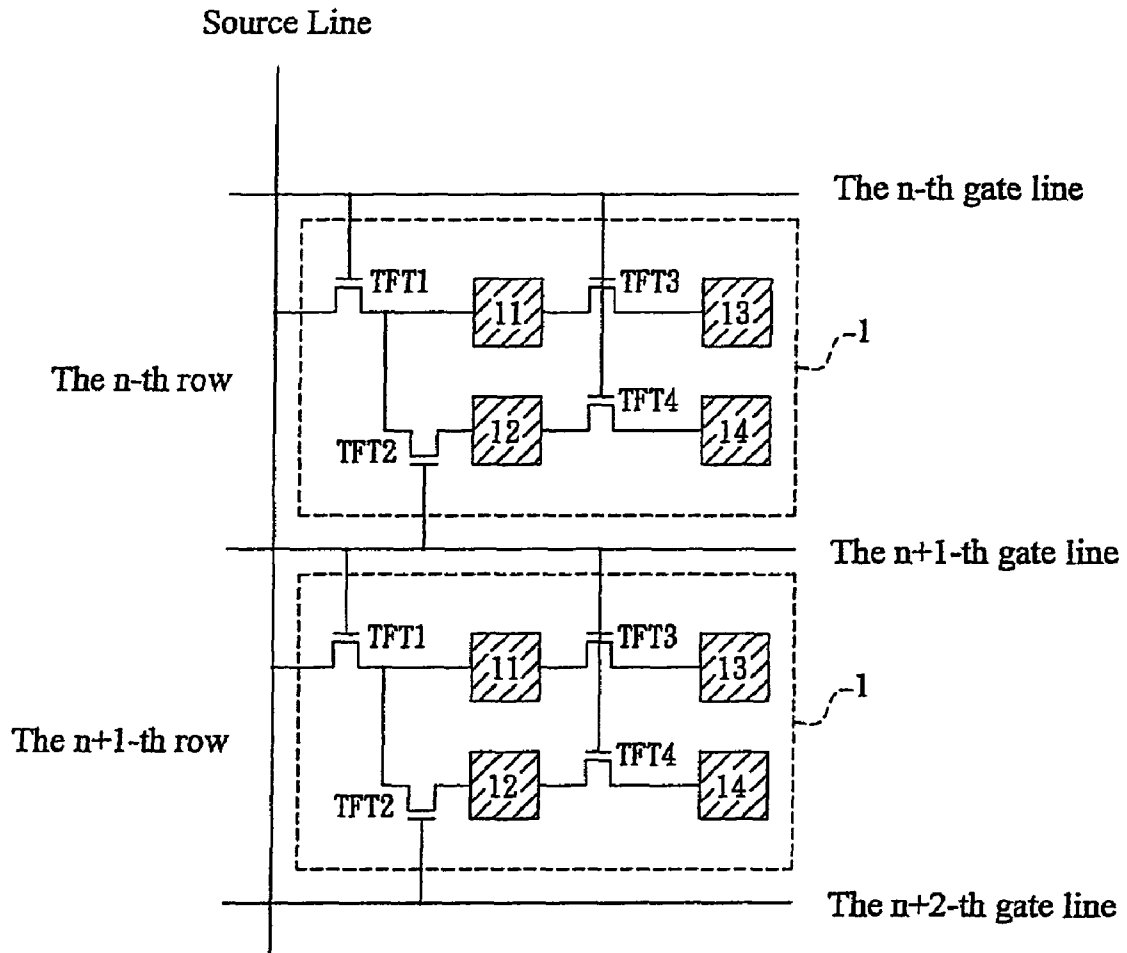 Source Line
The n-th gate line
TFT1
11
TFT3
13
1
The n-th row
TFT2
12
TFT4
14
The n+1-th gate line
TFT1
11
TFT3
13
1
The n+1-th row
TFT2
12
TFT4
14
The n+2-th gate line